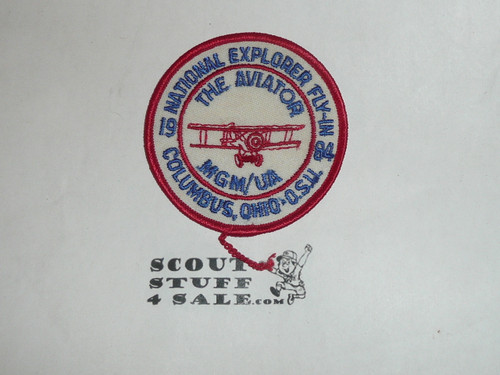 NATIONAL EXPLORER FLY-IN
THE AVIATOR
19 84
MGM/UA
COLUMBUS, OHIO-O.S.U.
SCOUT
STUFF
4 SALE.com